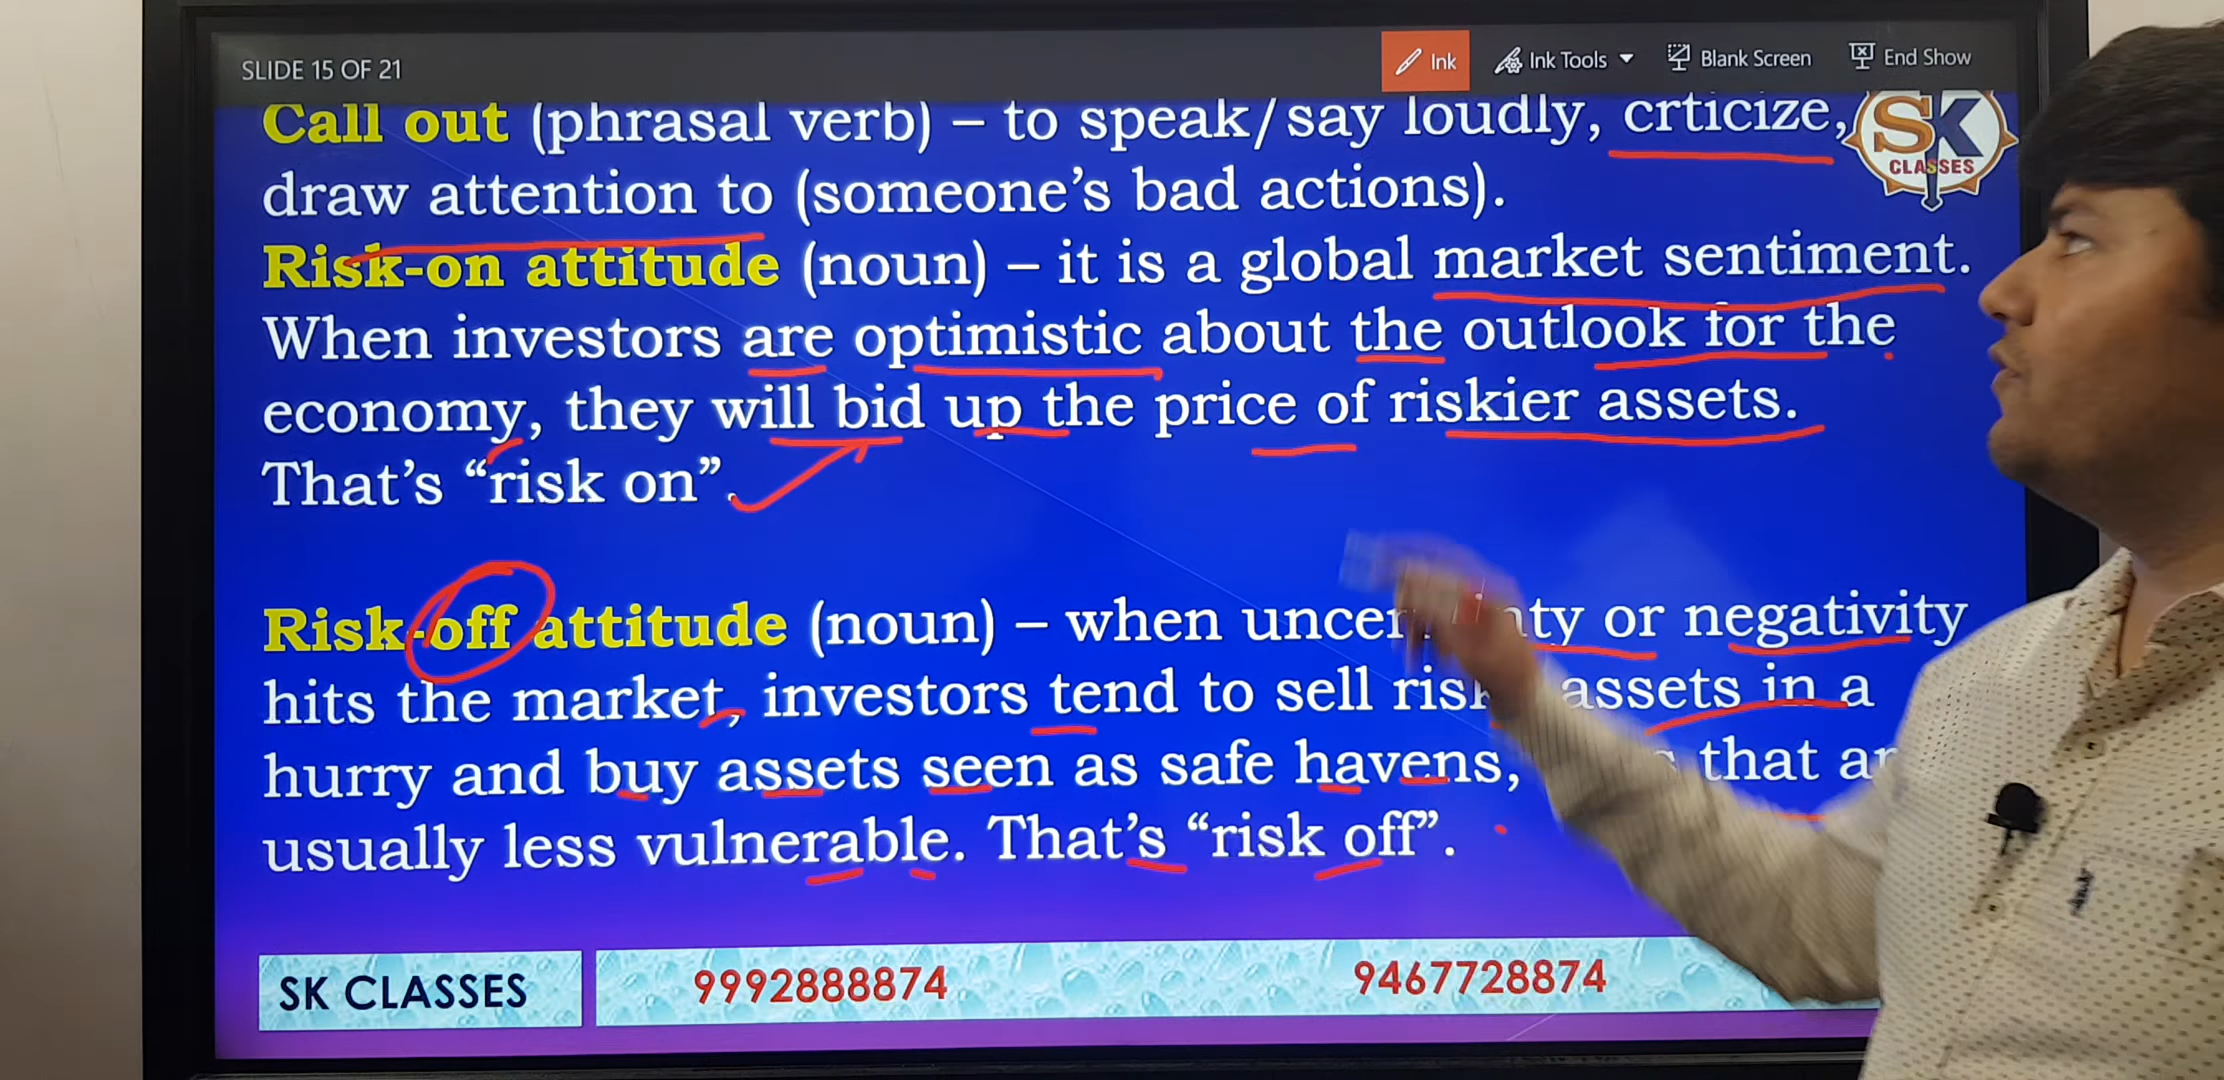 SLIDE 15 OF 21
Ink
Ink Tools
Blank Screen
End Show
Call out (phrasal verb) – to speak/say loudly, crticize,
draw attention to (someone's bad actions).
SK
CLASSES
Risk-on attitude (noun) – it is a global market sentiment.
When investors are optimistic about the outlook for the
economy, they will bid up the price of riskier assets.
That's “risk on”.
Risk-off attitude (noun) – when or negativity
hits the market, investors tend to sell assets in a
hurry and buy assets seen as safe havens, that
usually less vulnerable. That's “risk off”.
SK CLASSES
9992888874
9467728874